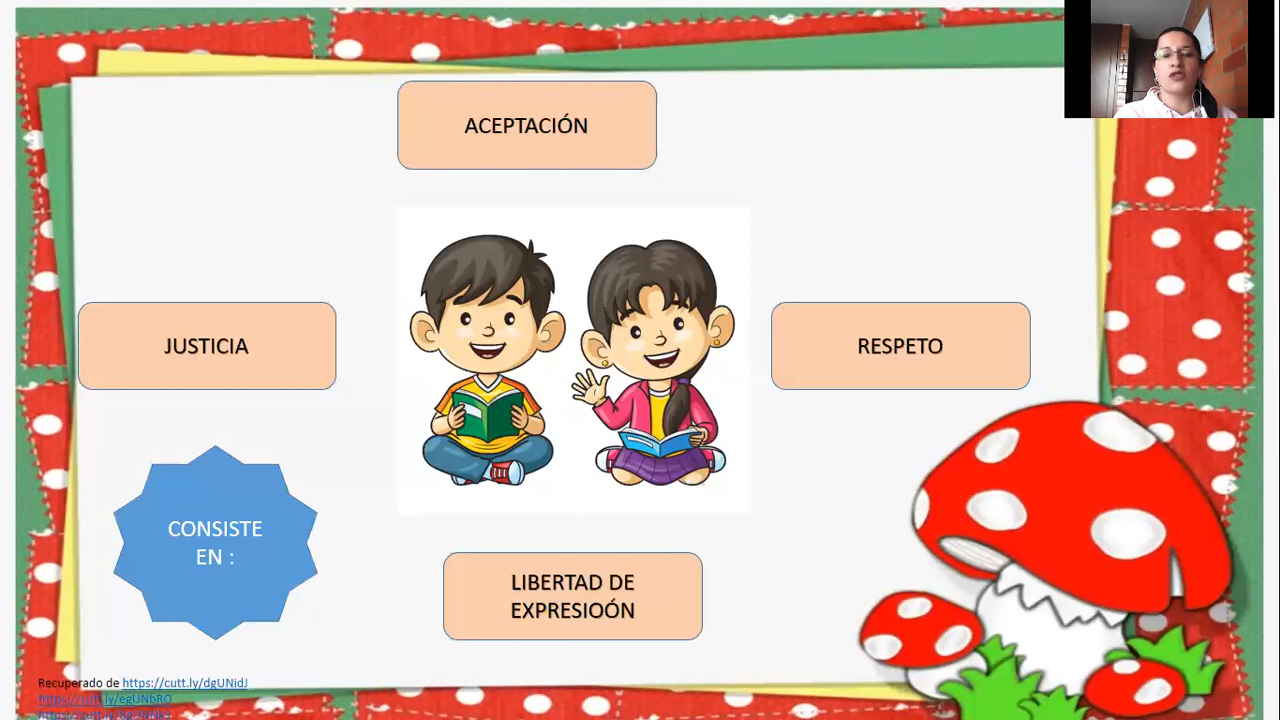 ACEPTACIÓN
JUSTICIA
RESPETO
CONSISTE
EN :
LIBERTAD DE
EXPRESIOÓN
Recuperado de https://cutt.ly/dgUNidJ
https://cutt.ly/egUNbRO